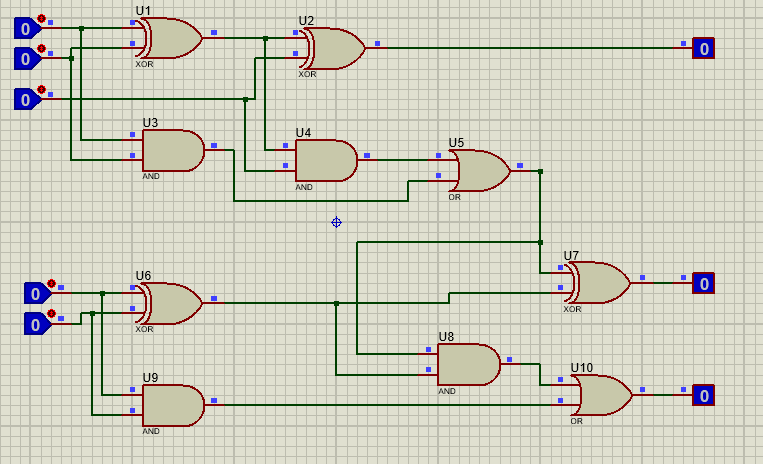 U1
U2
0
XOR
0
XOR
0
0
U3
U4
U5
AND
AND
OR
U6
U7
0
0
0
XOR
XOR
U8
U9
U10
0
AND
AND
OR